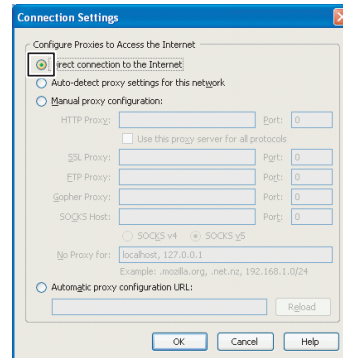 Connection Settings
Configure Proxies to Access the Internet
irect connection to the Internet
Auto-detect proxy settings for this network
Manual proxy configuration:
HTTP Proxy: Port: 0
Use this proxy server for all protocols
SSL Proxy: Port: 0
FTP Proxy: Port: 0
Gopher Proxy: Port: 0
SOCKS Host: Port: 0
SOCKS v4 SOCKS v5
No Proxy for: localhost, 127.0.0.1
Example: .mozilla.org, .net.nz, 192.168.1.0/24
Automatic proxy configuration URL:
Reload
OK Cancel Help